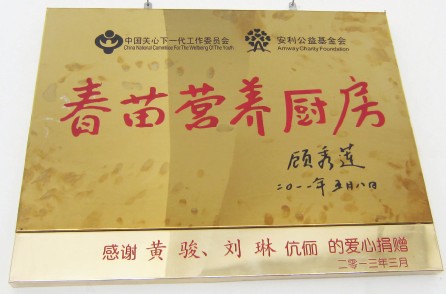 中国关心下一代工作委员会 安利公益基金会
China National Committee For The Wellbeing Of The Youth Amway Charity Foundation
春苗营养厨房
顾秀莲
二〇一一年五月八日
感谢 黄 骏、刘 琳 伉俪 的爱心捐赠
二零一三年三月